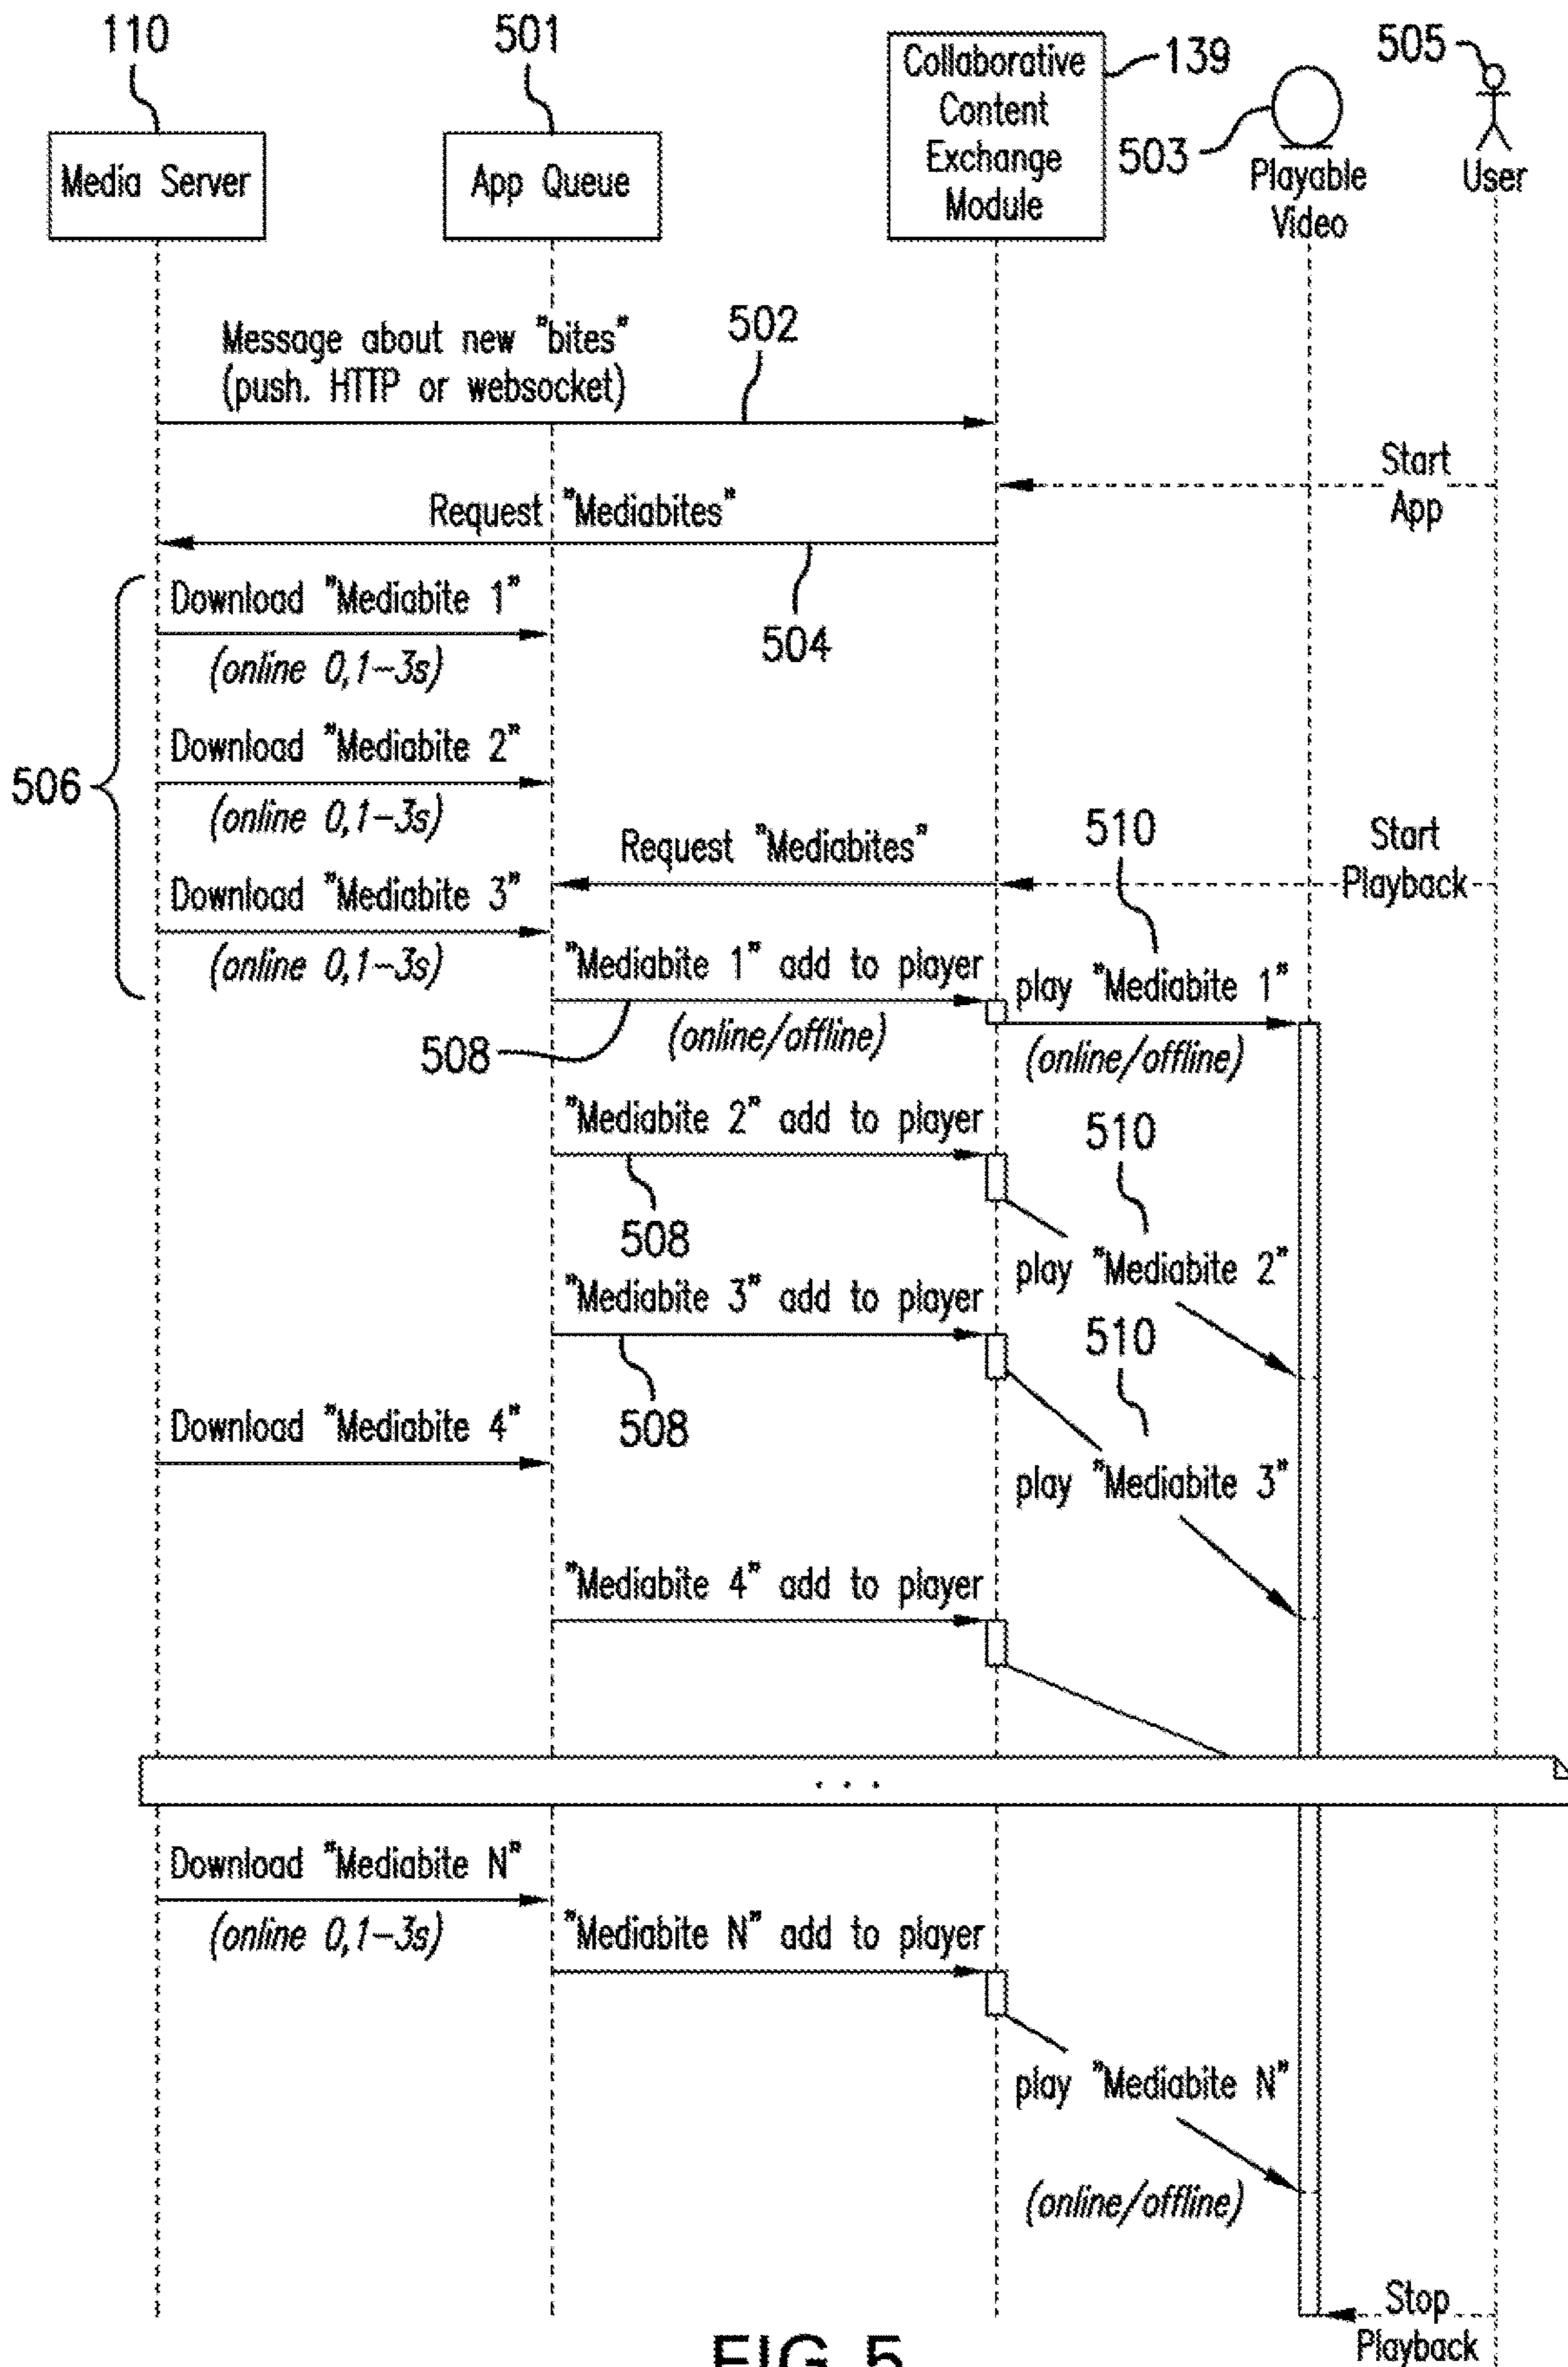 110
501
505
Collaborative
Content
Exchange
Module
139
503
Media Server
App Queue
Playable
Video
User
Message about new "bites"
(push. HTTP or websocket)
502
Start
App
Request "Mediabites"
504
Download "Mediabite 1"
(online 0,1-3s)
506
Download "Mediabite 2"
(online 0,1-3s)
Request "Mediabites"
510
Start
Playback
Download "Mediabite 3"
(online 0,1-3s)
"Mediabite 1" add to player
play "Mediabite 1"
508
(online/offline)
(online/offline)
"Mediabite 2" add to player
510
508
play "Mediabite 2"
"Mediabite 3" add to player
510
508
Download "Mediabite 4"
play "Mediabite 3"
"Mediabite 4" add to player
. . .
Download "Mediabite N"
(online 0,1-3s)
"Mediabite N" add to player
play "Mediabite N"
(online/offline)
Stop
Playback
FIG. 5